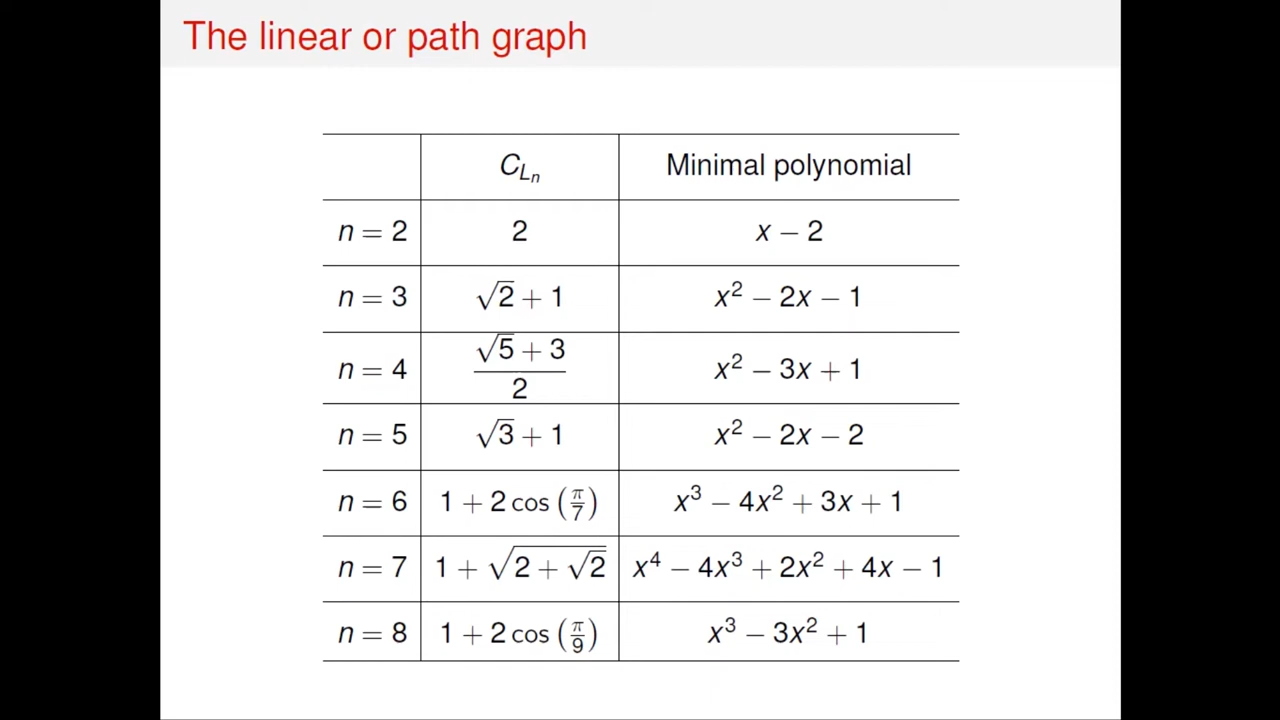 The linear or path graph
C_{L_n} Minimal polynomial
n = 2 2 x − 2
n = 3 √2 + 1 x² − 2x − 1
n = 4 (√5 + 3)/2 x² − 3x + 1
n = 5 √3 + 1 x² − 2x − 2
n = 6 1 + 2 cos (π/7) x³ − 4x² + 3x + 1
n = 7 1 + √(2 + √2) x⁴ − 4x³ + 2x² + 4x − 1
n = 8 1 + 2 cos (π/9) x³ − 3x² + 1